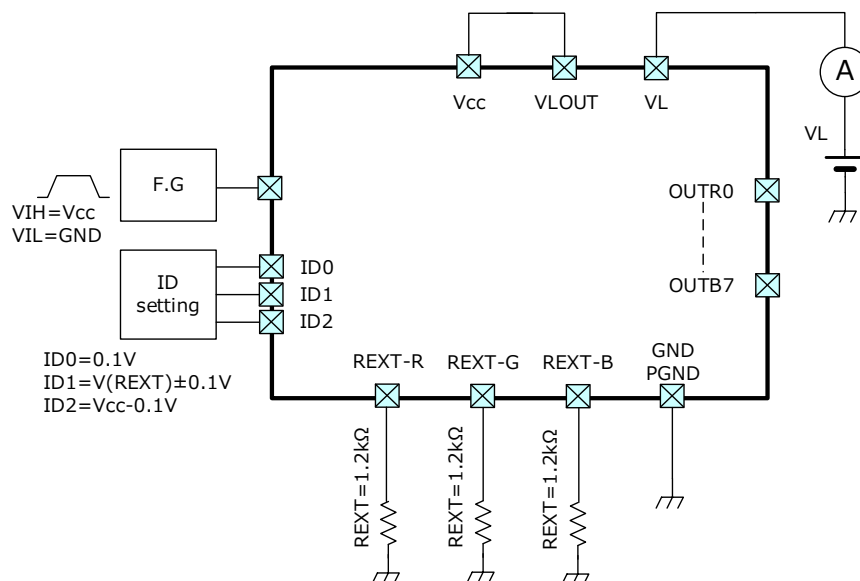 A
Vcc
VLOUT
VL
VL
F.G
VIH=Vcc
VIL=GND
OUTR0
ID
setting
ID0
ID1
ID2
OUTB7
ID0=0.1V
ID1=V(REXT)±0.1V
ID2=Vcc-0.1V
REXT-R
REXT-G
REXT-B
GND
PGND
REXT=1.2kΩ
REXT=1.2kΩ
REXT=1.2kΩ